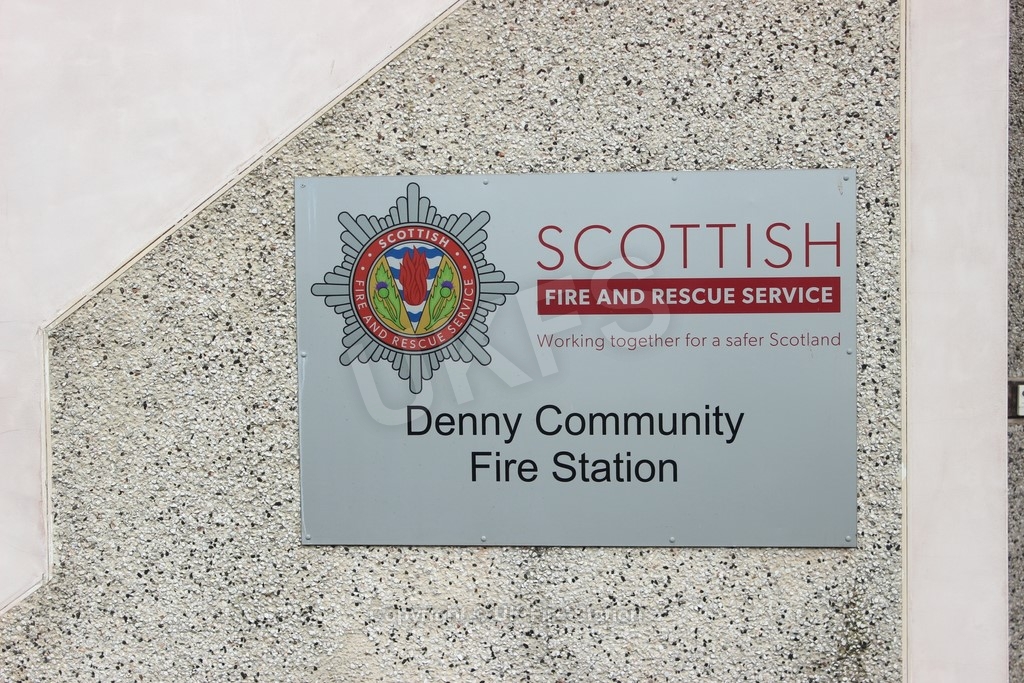 SCOTTISH
FIRE AND RESCUE SERVICE
SCOTTISH
FIRE AND RESCUE SERVICE
Working together for a safer Scotland
UKFS
Denny Community
Fire Station